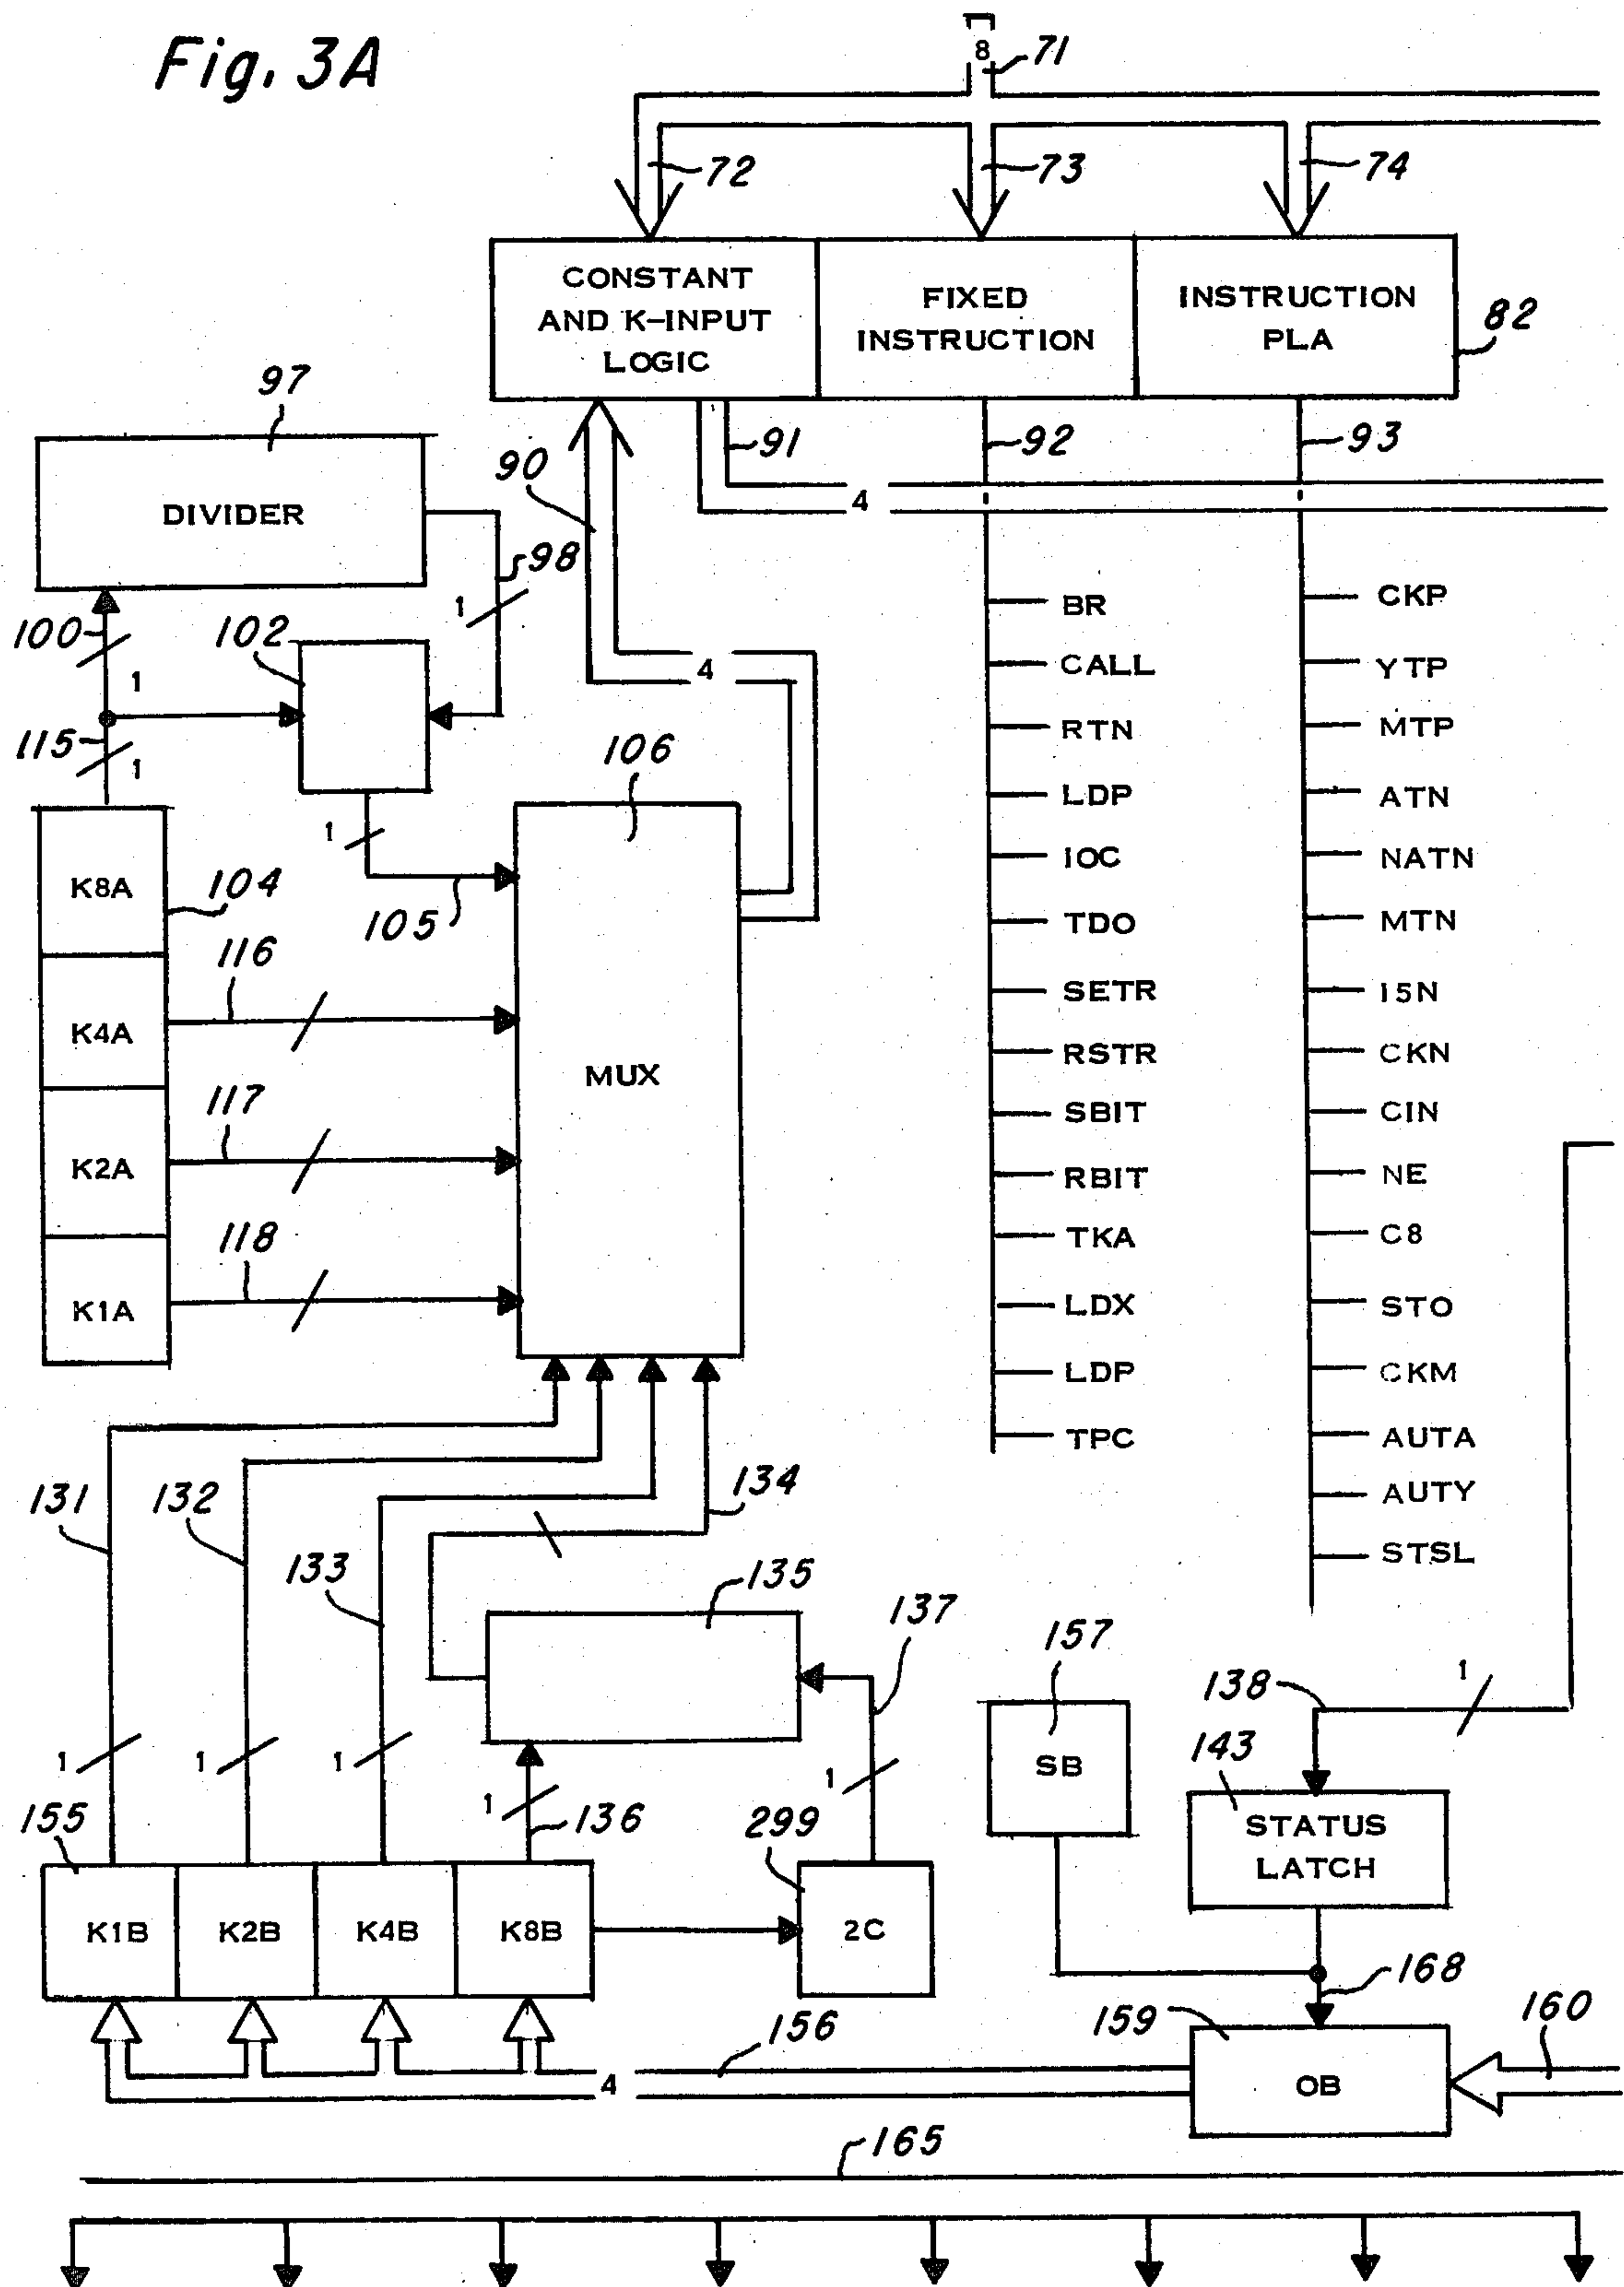 Fig. 3A
8
71
72
73
74
CONSTANT
AND K-INPUT
LOGIC
FIXED
INSTRUCTION
INSTRUCTION
PLA
82
97
DIVIDER
90
91
92
93
4
98
1
100
1
102
115
1
4
106
1
105
K8A
104
K4A
116
K2A
117
K1A
118
MUX
BR
CALL
RTN
LDP
IOC
TDO
SETR
RSTR
SBIT
RBIT
TKA
LDX
LDP
TPC
CKP
YTP
MTP
ATN
NATN
MTN
15N
CKN
CIN
NE
C8
STO
CKM
AUTA
AUTY
STSL
131
132
133
134
135
137
157
138
1
1
1
1
1
136
1
155
K1B
K2B
K4B
K8B
299
2C
SB
143
STATUS
LATCH
168
156
4
159
OB
160
165